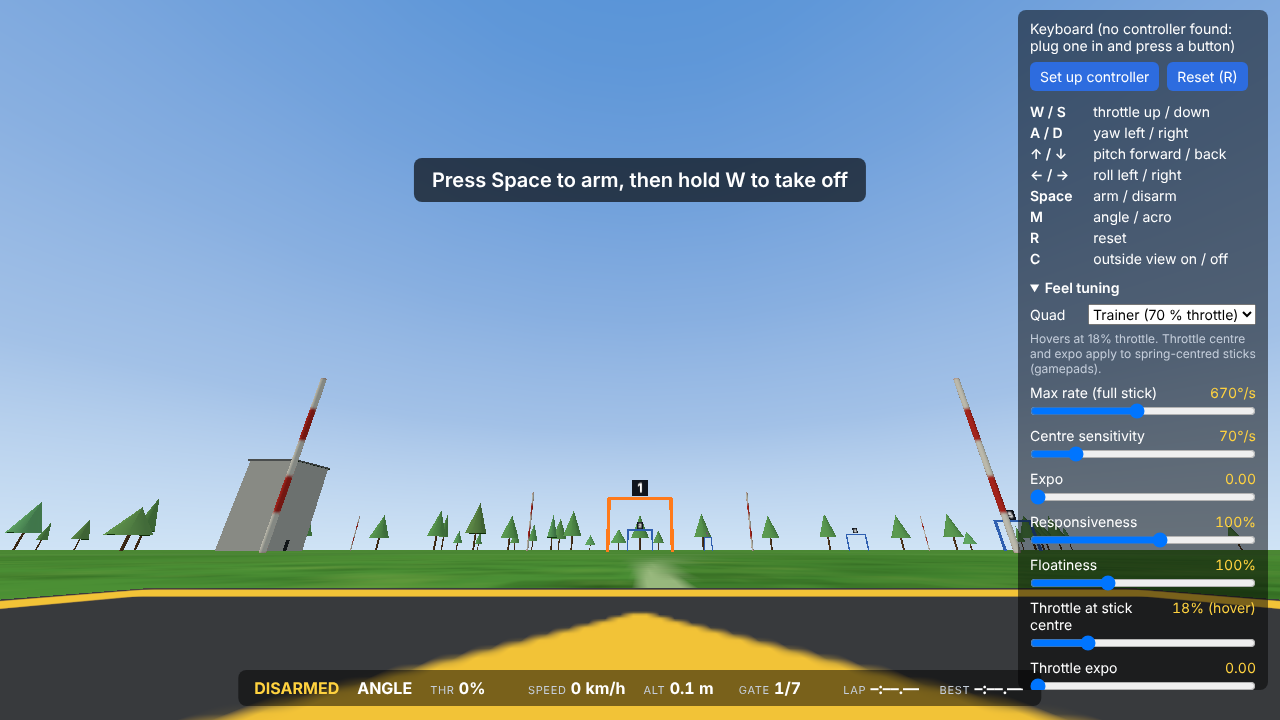 Keyboard (no controller found:
plug one in and press a button)
Set up controller
Reset (R)
W / S throttle up / down
A / D yaw left / right
↑ / ↓ pitch forward / back
← / → roll left / right
Space arm / disarm
M angle / acro
R reset
C outside view on / off
▼ Feel tuning
Quad Trainer (70 % throttle)
Hovers at 18% throttle. Throttle centre
and expo apply to spring-centred sticks
(gamepads).
Max rate (full stick) 670°/s
Centre sensitivity 70°/s
Expo 0.00
Responsiveness 100%
Floatiness 100%
Throttle at stick
centre 18% (hover)
Throttle expo 0.00
Press Space to arm, then hold W to take off
1
DISARMED ANGLE THR 0% SPEED 0 km/h ALT 0.1 m GATE 1/7 LAP –:––.–– BEST –:––.––